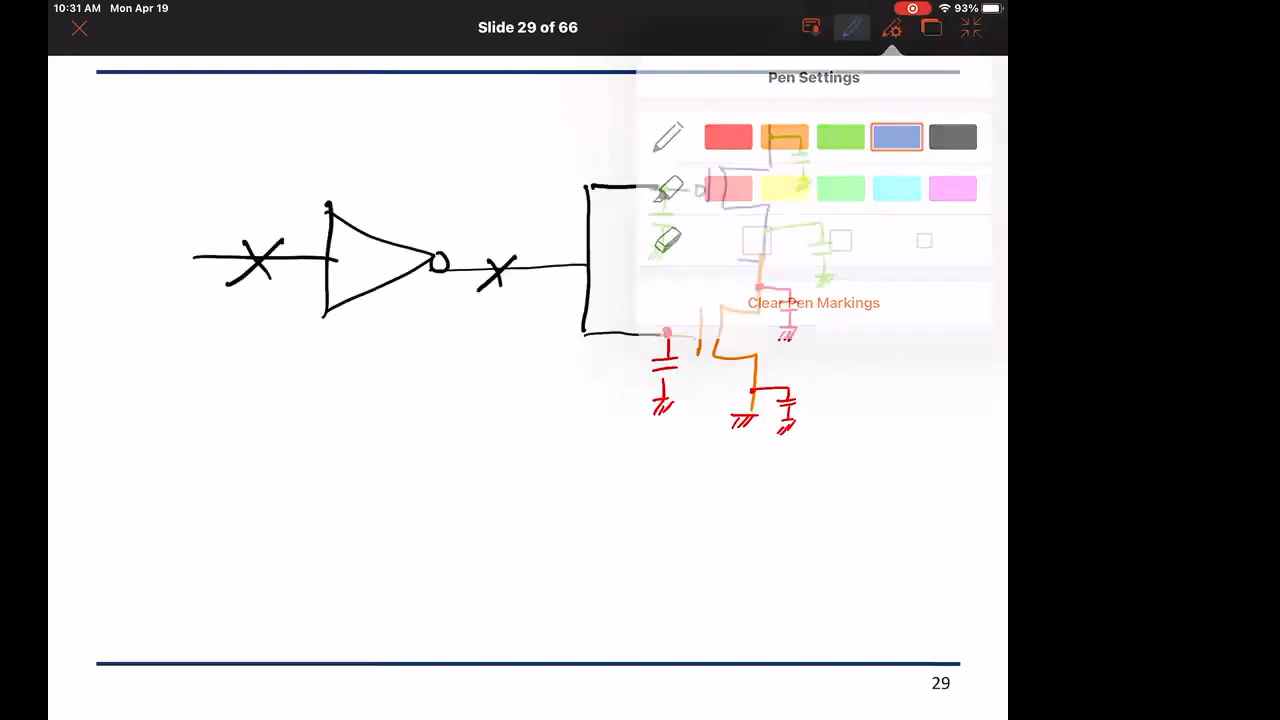 10:31 AM Mon Apr 19
93%
Slide 29 of 66
Pen Settings
Clear Pen Markings
29